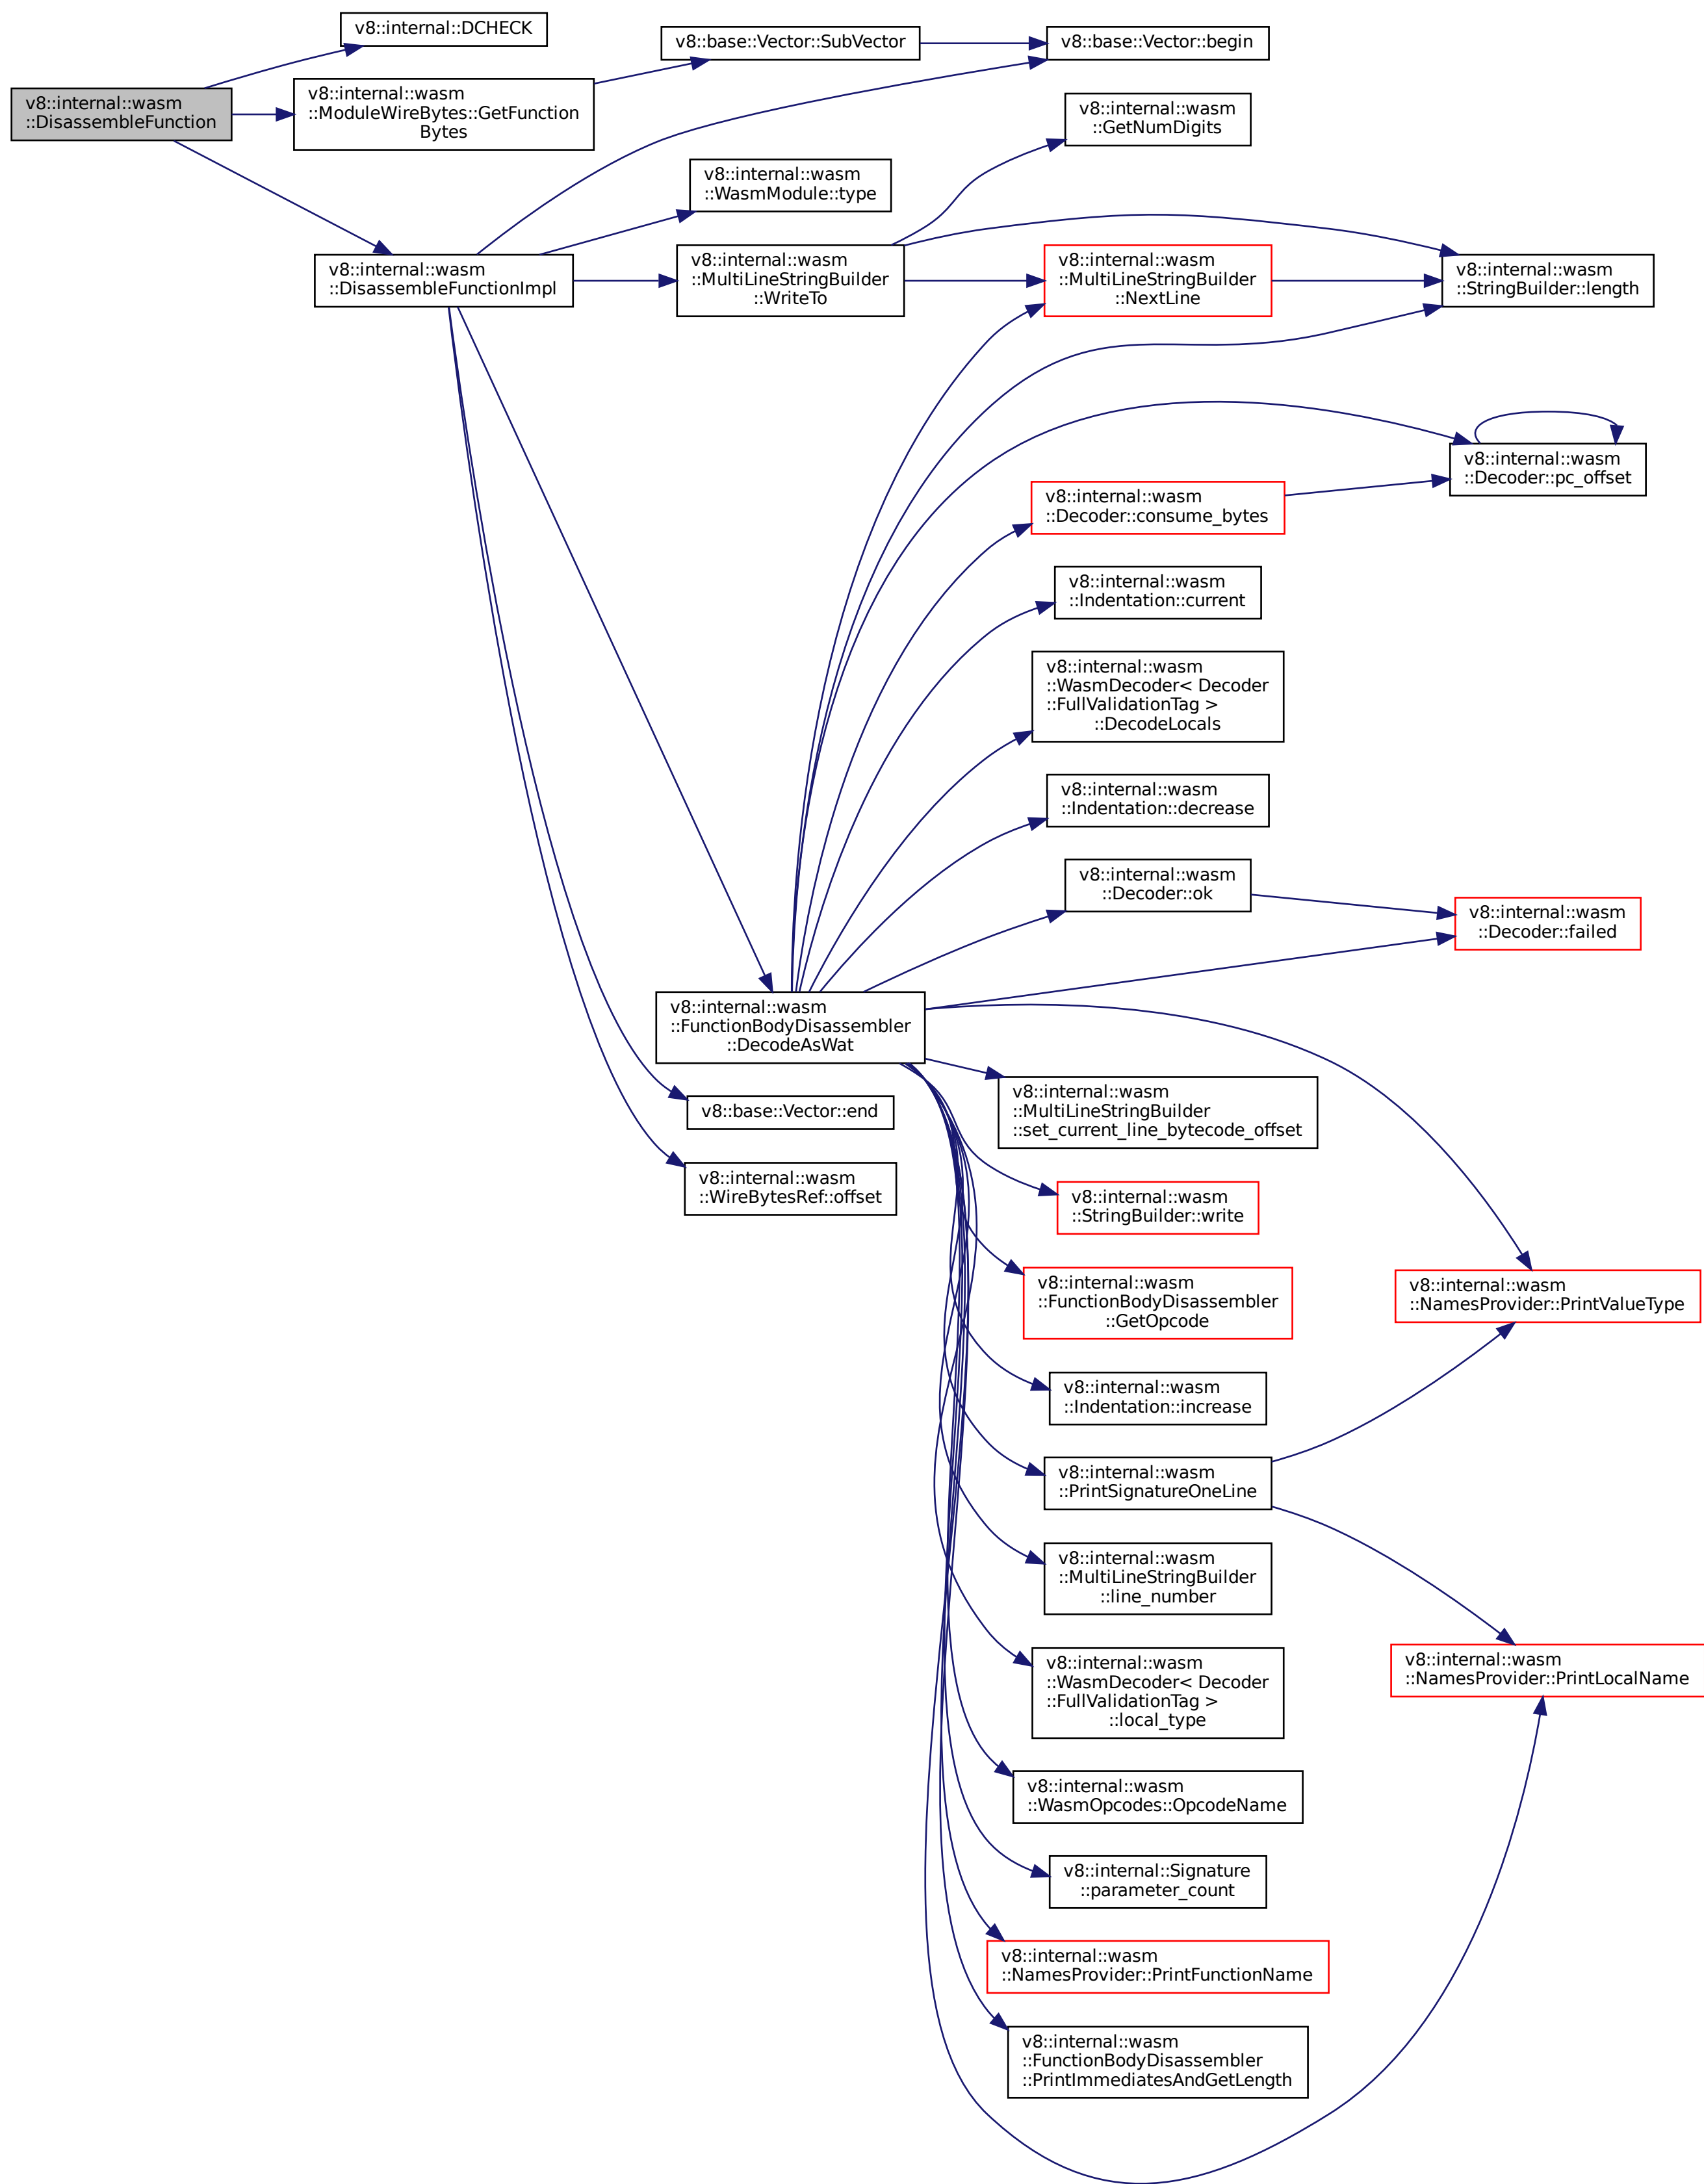 v8::internal::DCHECK
v8::base::Vector::SubVector
v8::base::Vector::begin
v8::internal::wasm
::DisassembleFunction
v8::internal::wasm
::ModuleWireBytes::GetFunction
Bytes
v8::internal::wasm
::GetNumDigits
v8::internal::wasm
::WasmModule::type
v8::internal::wasm
::DisassembleFunctionImpl
v8::internal::wasm
::MultiLineStringBuilder
::WriteTo
v8::internal::wasm
::MultiLineStringBuilder
::NextLine
v8::internal::wasm
::StringBuilder::length
v8::internal::wasm
::Decoder::pc_offset
v8::internal::wasm
::Decoder::consume_bytes
v8::internal::wasm
::Indentation::current
v8::internal::wasm
::WasmDecoder< Decoder
::FullValidationTag >
::DecodeLocals
v8::internal::wasm
::Indentation::decrease
v8::internal::wasm
::Decoder::ok
v8::internal::wasm
::Decoder::failed
v8::internal::wasm
::FunctionBodyDisassembler
::DecodeAsWat
v8::internal::wasm
::MultiLineStringBuilder
::set_current_line_bytecode_offset
v8::base::Vector::end
v8::internal::wasm
::WireBytesRef::offset
v8::internal::wasm
::StringBuilder::write
v8::internal::wasm
::FunctionBodyDisassembler
::GetOpcode
v8::internal::wasm
::NamesProvider::PrintValueType
v8::internal::wasm
::Indentation::increase
v8::internal::wasm
::PrintSignatureOneLine
v8::internal::wasm
::MultiLineStringBuilder
::line_number
v8::internal::wasm
::WasmDecoder< Decoder
::FullValidationTag >
::local_type
v8::internal::wasm
::NamesProvider::PrintLocalName
v8::internal::wasm
::WasmOpcodes::OpcodeName
v8::internal::Signature
::parameter_count
v8::internal::wasm
::NamesProvider::PrintFunctionName
v8::internal::wasm
::FunctionBodyDisassembler
::PrintImmediatesAndGetLength